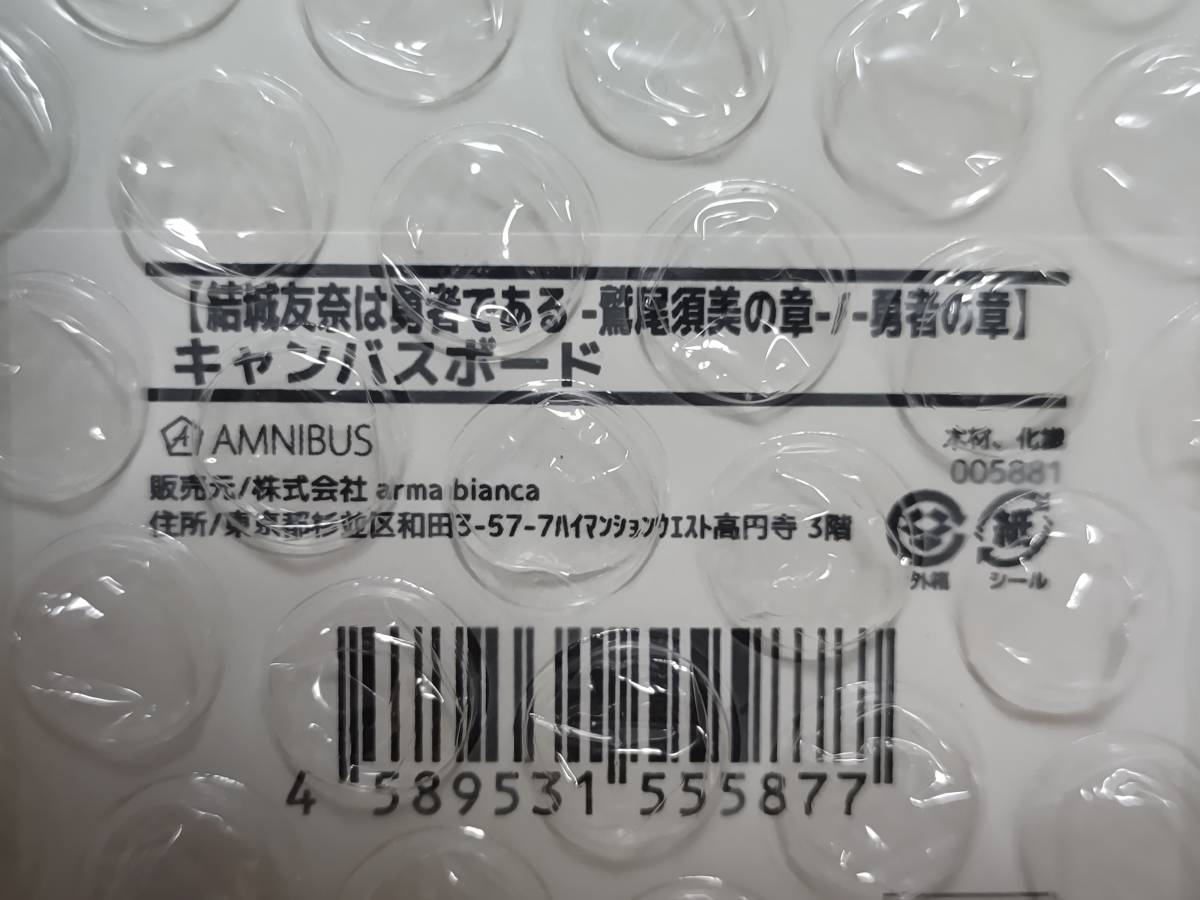 【結城友奈は勇者である -鷲尾須美の章-/-勇者の章】
キャンバスボード
AMNIBUS
販売元/株式会社 arma bianca
住所/東京都杉並区和田3-57-7ハイマンションウエスト高円寺 3階
木材、化繊
005881
紙
外箱
シール
4 589531 555877